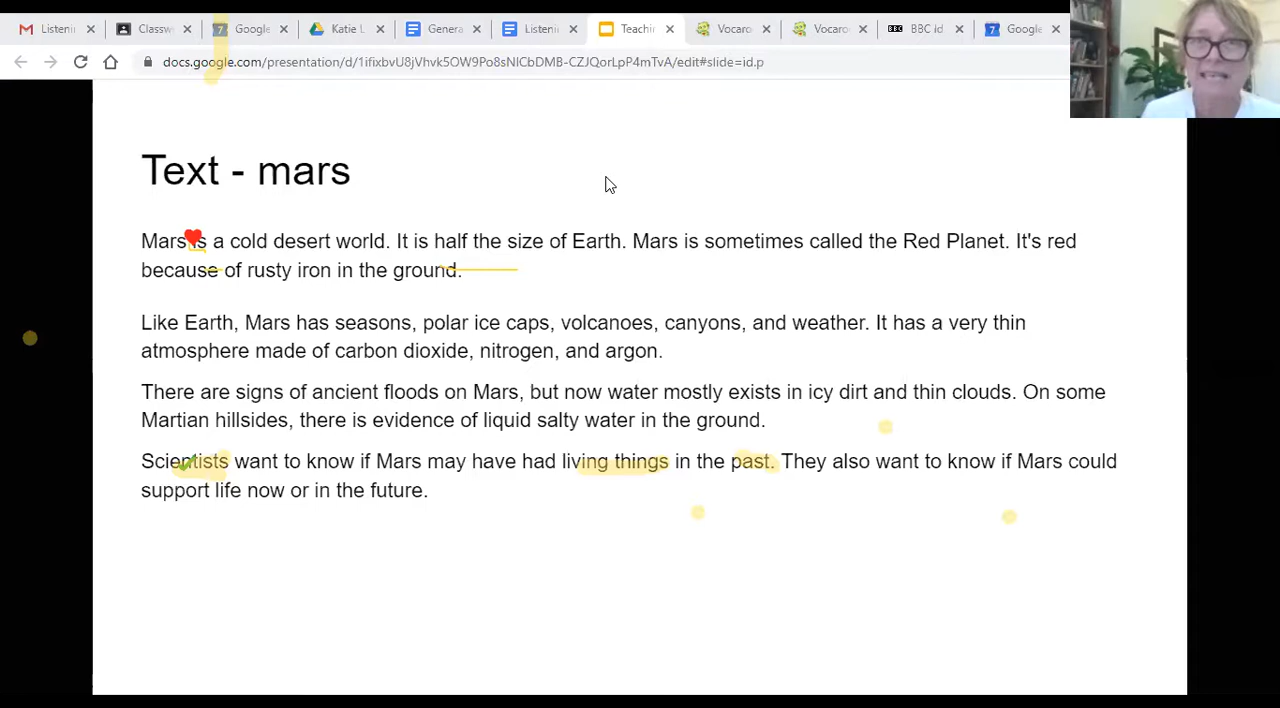 Listeni
Classw
Google
Katie L
Genera
Listeni
Teachi
Vocaro
Vocaro
BBC id
Google
docs.google.com/presentation/d/1ifixbvU8jVhvk5OW9Po8sNlCbDMB-CZJQorLpP4mTvA/edit#slide=id.p
Text - mars
Mars is a cold desert world. It is half the size of Earth. Mars is sometimes called the Red Planet. It's red
because of rusty iron in the ground.
Like Earth, Mars has seasons, polar ice caps, volcanoes, canyons, and weather. It has a very thin
atmosphere made of carbon dioxide, nitrogen, and argon.
There are signs of ancient floods on Mars, but now water mostly exists in icy dirt and thin clouds. On some
Martian hillsides, there is evidence of liquid salty water in the ground.
Scientists want to know if Mars may have had living things in the past. They also want to know if Mars could
support life now or in the future.